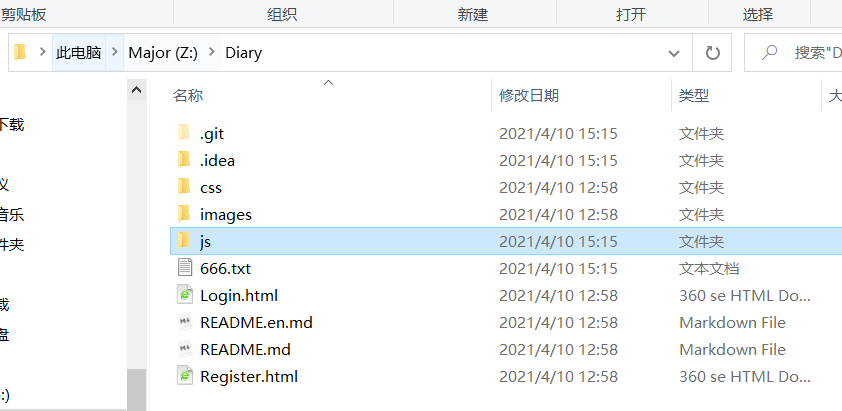 剪贴板 组织 新建 打开 选择
此电脑 Major (Z:) Diary 搜索"D
名称 修改日期 类型 大
下载
.git 2021/4/10 15:15 文件夹
.idea 2021/4/10 15:15 文件夹
义 css 2021/4/10 12:58 文件夹
音乐 images 2021/4/10 12:58 文件夹
件夹 js 2021/4/10 15:15 文件夹
666.txt 2021/4/10 15:15 文本文档
载 Login.html 2021/4/10 12:58 360 se HTML Do...
盘 README.en.md 2021/4/10 12:58 Markdown File
README.md 2021/4/10 12:58 Markdown File
Register.html 2021/4/10 12:58 360 se HTML Do...
:)